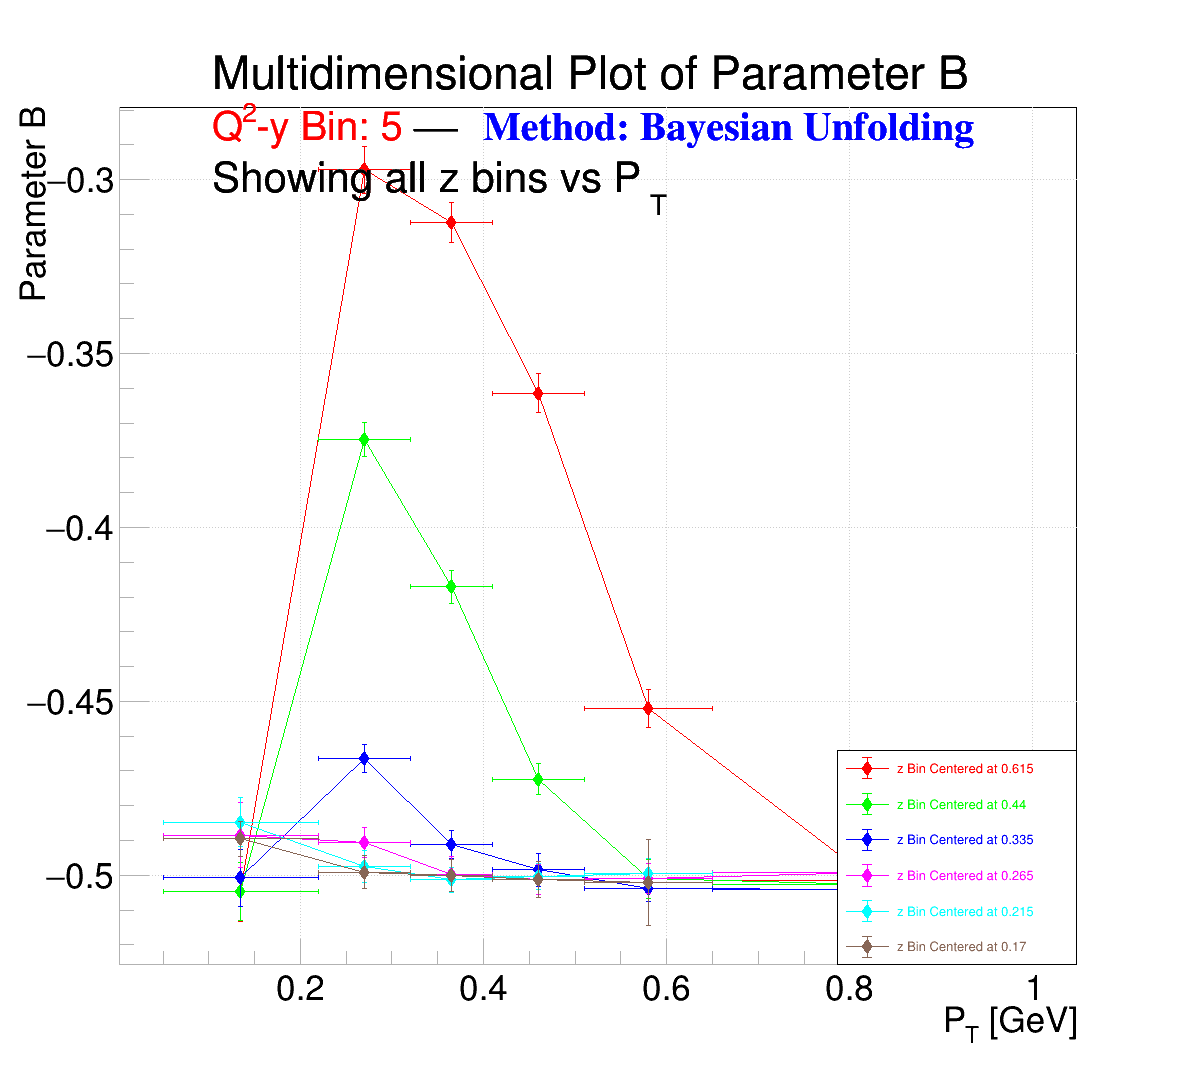 Multidimensional Plot of Parameter B
Q²-y Bin: 5 — Method: Bayesian Unfolding
Showing all z bins vs P_T
Parameter B
−0.3
−0.35
−0.4
−0.45
−0.5
z Bin Centered at 0.615
z Bin Centered at 0.44
z Bin Centered at 0.335
z Bin Centered at 0.265
z Bin Centered at 0.215
z Bin Centered at 0.17
0.2 0.4 0.6 0.8 1
P_T [GeV]